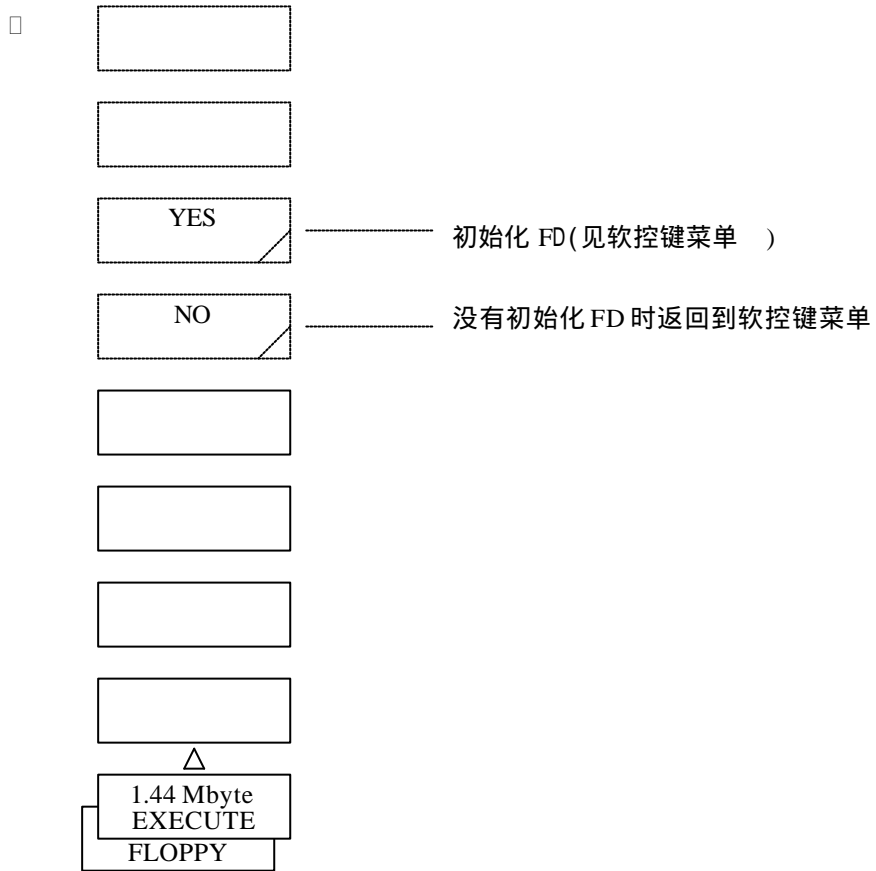 YES
初始化 FD(见软控键菜单 )
NO
没有初始化 FD 时返回到软控键菜单
△
1.44 Mbyte
EXECUTE
FLOPPY